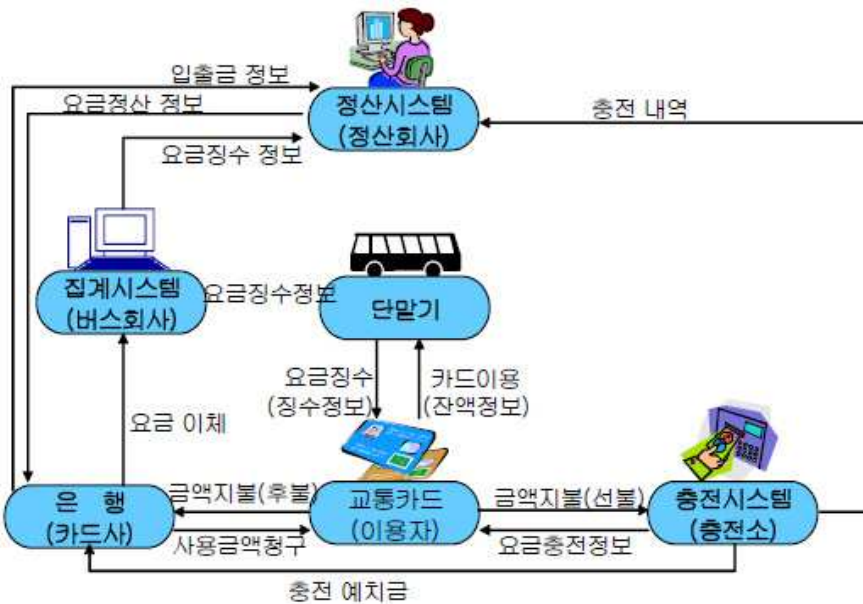 입출금 정보
요금정산 정보
정산시스템
(정산회사)
충전 내역
요금징수 정보
집계시스템
(버스회사)
요금징수정보
단말기
요금징수
(징수정보)
카드이용
(잔액정보)
요금 이체
은 행
(카드사)
금액지불(후불)
사용금액청구
교통카드
(이용자)
금액지불(선불)
요금충전정보
충전시스템
(충전소)
충전 예치금